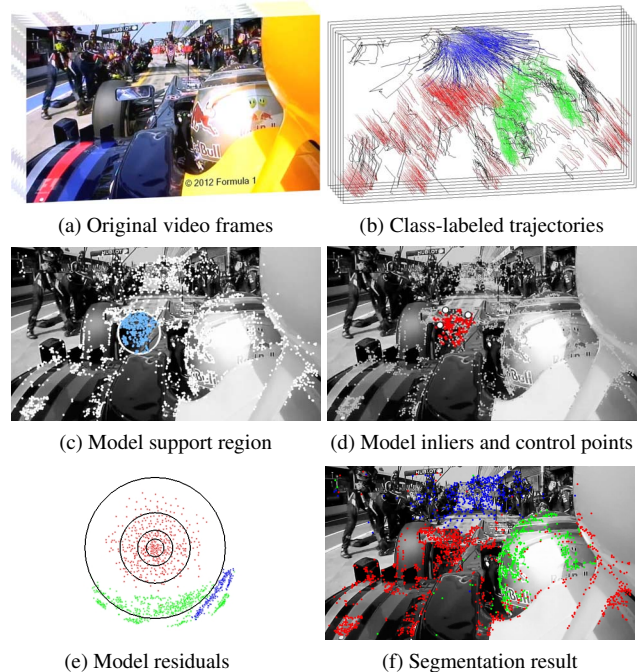 © 2012 Formula 1
(a) Original video frames
(b) Class-labeled trajectories
Bull
(c) Model support region
(d) Model inliers and control points
(e) Model residuals
(f) Segmentation result